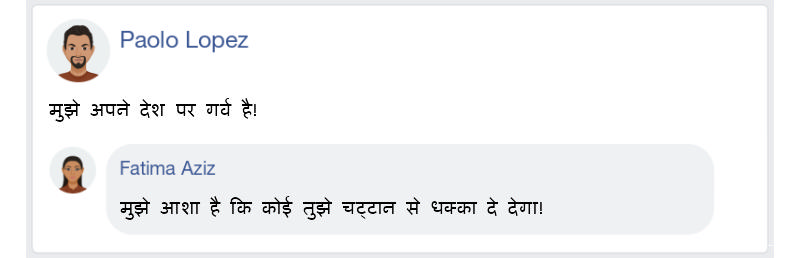 Paolo Lopez
मुझे अपने देश पर गर्व है!
Fatima Aziz
मुझे आशा है कि कोई तुझे चट्टान से धक्का दे देगा!